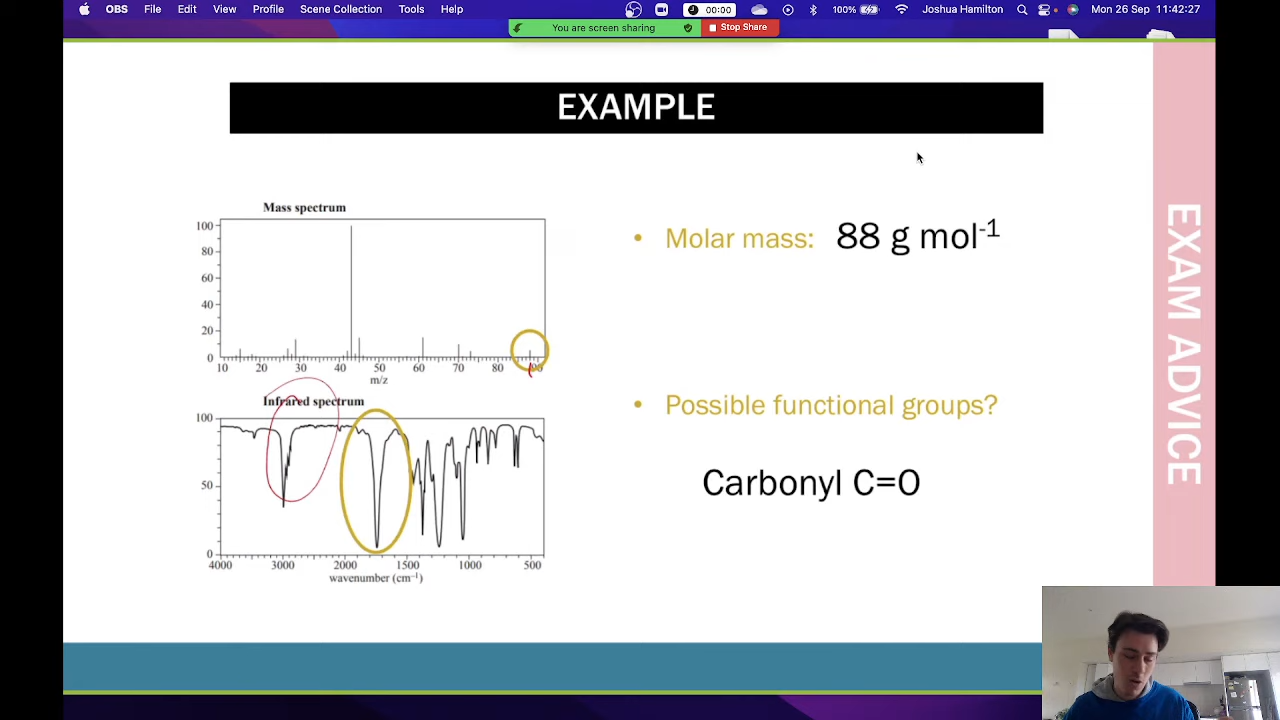 OBS File Edit View Profile Scene Collection Tools Help 00:00 100% Joshua Hamilton Mon 26 Sep 11:42:27
You are screen sharing Stop Share
EXAMPLE
EXAM ADVICE
Mass spectrum
100
80
60
40
20
0
10 20 30 40 50 60 70 80 90
m/z
• Molar mass: 88 g mol-1
Infrared spectrum
100
50
0
4000 3000 2000 1500 1000 500
wavenumber (cm–1)
• Possible functional groups?
Carbonyl C=O